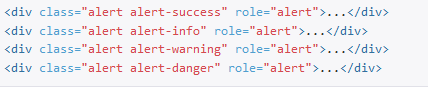 <div class="alert alert-success" role="alert">...</div>
<div class="alert alert-info" role="alert">...</div>
<div class="alert alert-warning" role="alert">...</div>
<div class="alert alert-danger" role="alert">...</div>